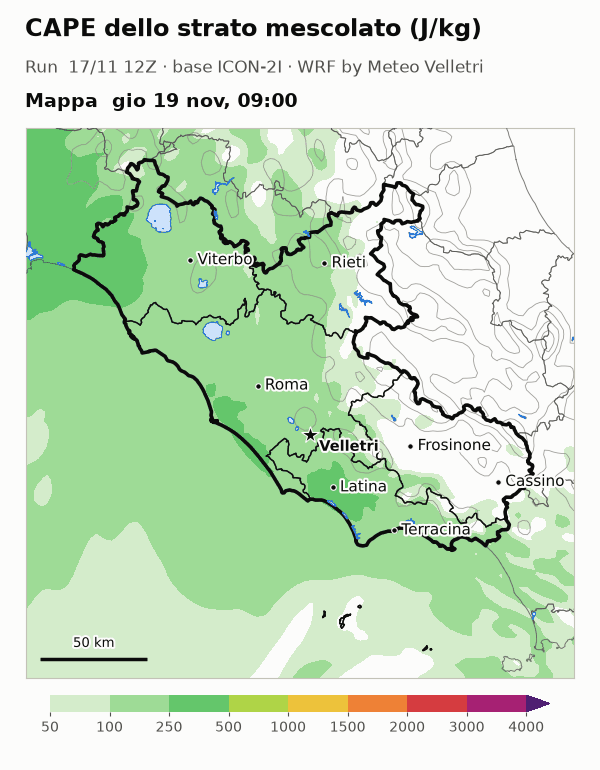 CAPE dello strato mescolato (J/kg)
Run  17/11 12Z · base ICON-2I · WRF by Meteo Velletri
Mappa  gio 19 nov, 09:00
Viterbo
Rieti
Roma
Velletri
Frosinone
Latina
Cassino
Terracina
50 km
50 100 250 500 1000 1500 2000 3000 4000